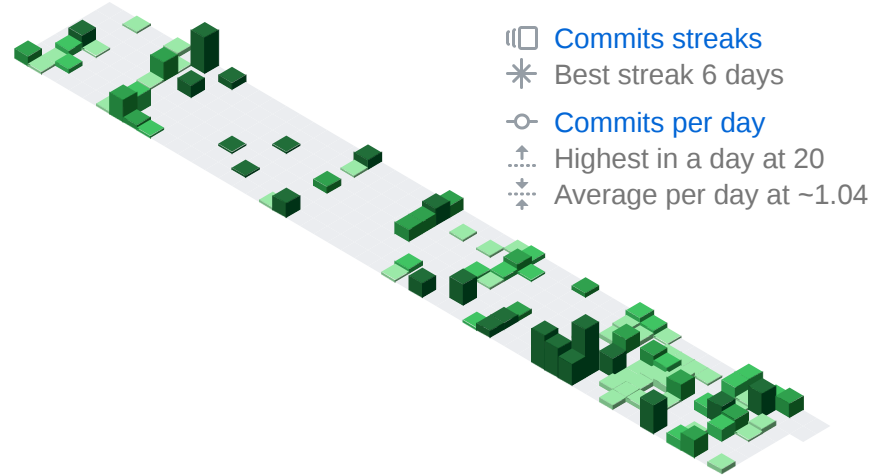 Commits streaks
Best streak 6 days
Commits per day
Highest in a day at 20
Average per day at ~1.04